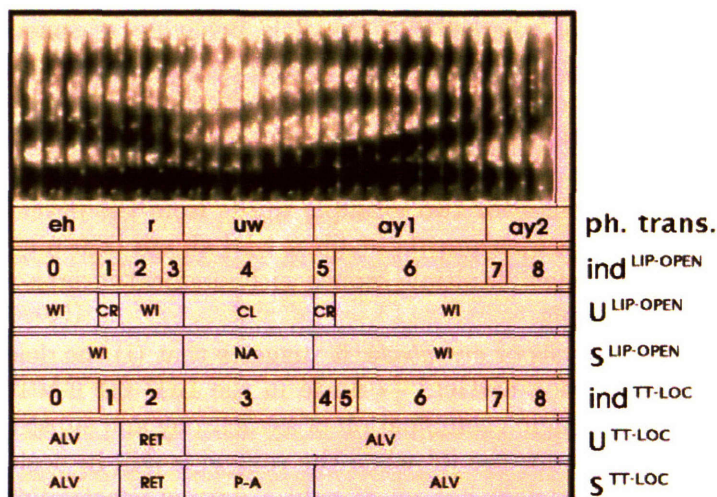 eh r uw ay1 ay2 ph. trans.
0 1 2 3 4 5 6 7 8 ind LIP-OPEN
WI CR WI CL CR WI U LIP-OPEN
WI NA WI S LIP-OPEN
0 1 2 3 4 5 6 7 8 ind TT-LOC
ALV RET ALV U TT-LOC
ALV RET P-A ALV S TT-LOC